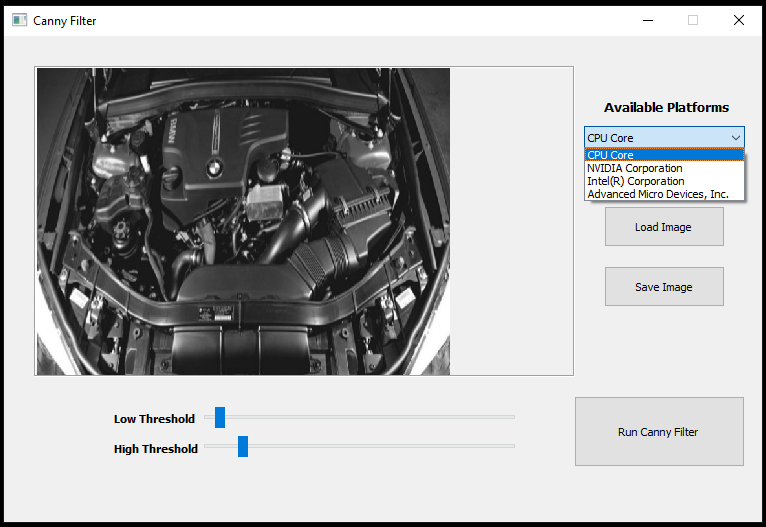 Canny Filter
BMW
Available Platforms
CPU Core
CPU Core
NVIDIA Corporation
Intel(R) Corporation
Advanced Micro Devices, Inc.
Load Image
Save Image
Low Threshold
High Threshold
Run Canny Filter